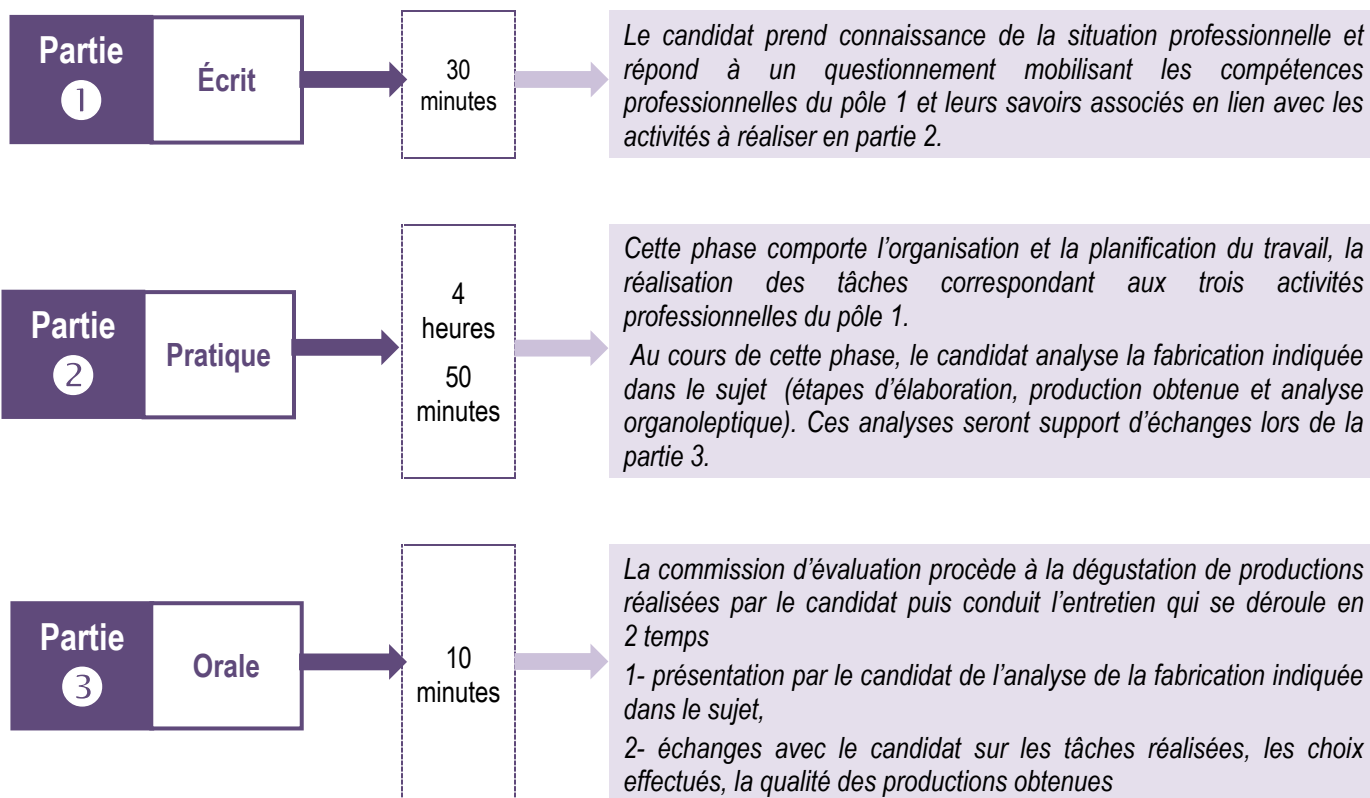 Partie
❶
Écrit
30
minutes
Le candidat prend connaissance de la situation professionnelle et
répond à un questionnement mobilisant les compétences
professionnelles du pôle 1 et leurs savoirs associés en lien avec les
activités à réaliser en partie 2.
Partie
❷
Pratique
4
heures
50
minutes
Cette phase comporte l’organisation et la planification du travail, la
réalisation des tâches correspondant aux trois activités
professionnelles du pôle 1.
Au cours de cette phase, le candidat analyse la fabrication indiquée
dans le sujet (étapes d’élaboration, production obtenue et analyse
organoleptique). Ces analyses seront support d’échanges lors de la
partie 3.
Partie
❸
Orale
10
minutes
La commission d’évaluation procède à la dégustation de productions
réalisées par le candidat puis conduit l’entretien qui se déroule en
2 temps
1- présentation par le candidat de l’analyse de la fabrication indiquée
dans le sujet,
2- échanges avec le candidat sur les tâches réalisées, les choix
effectués, la qualité des productions obtenues